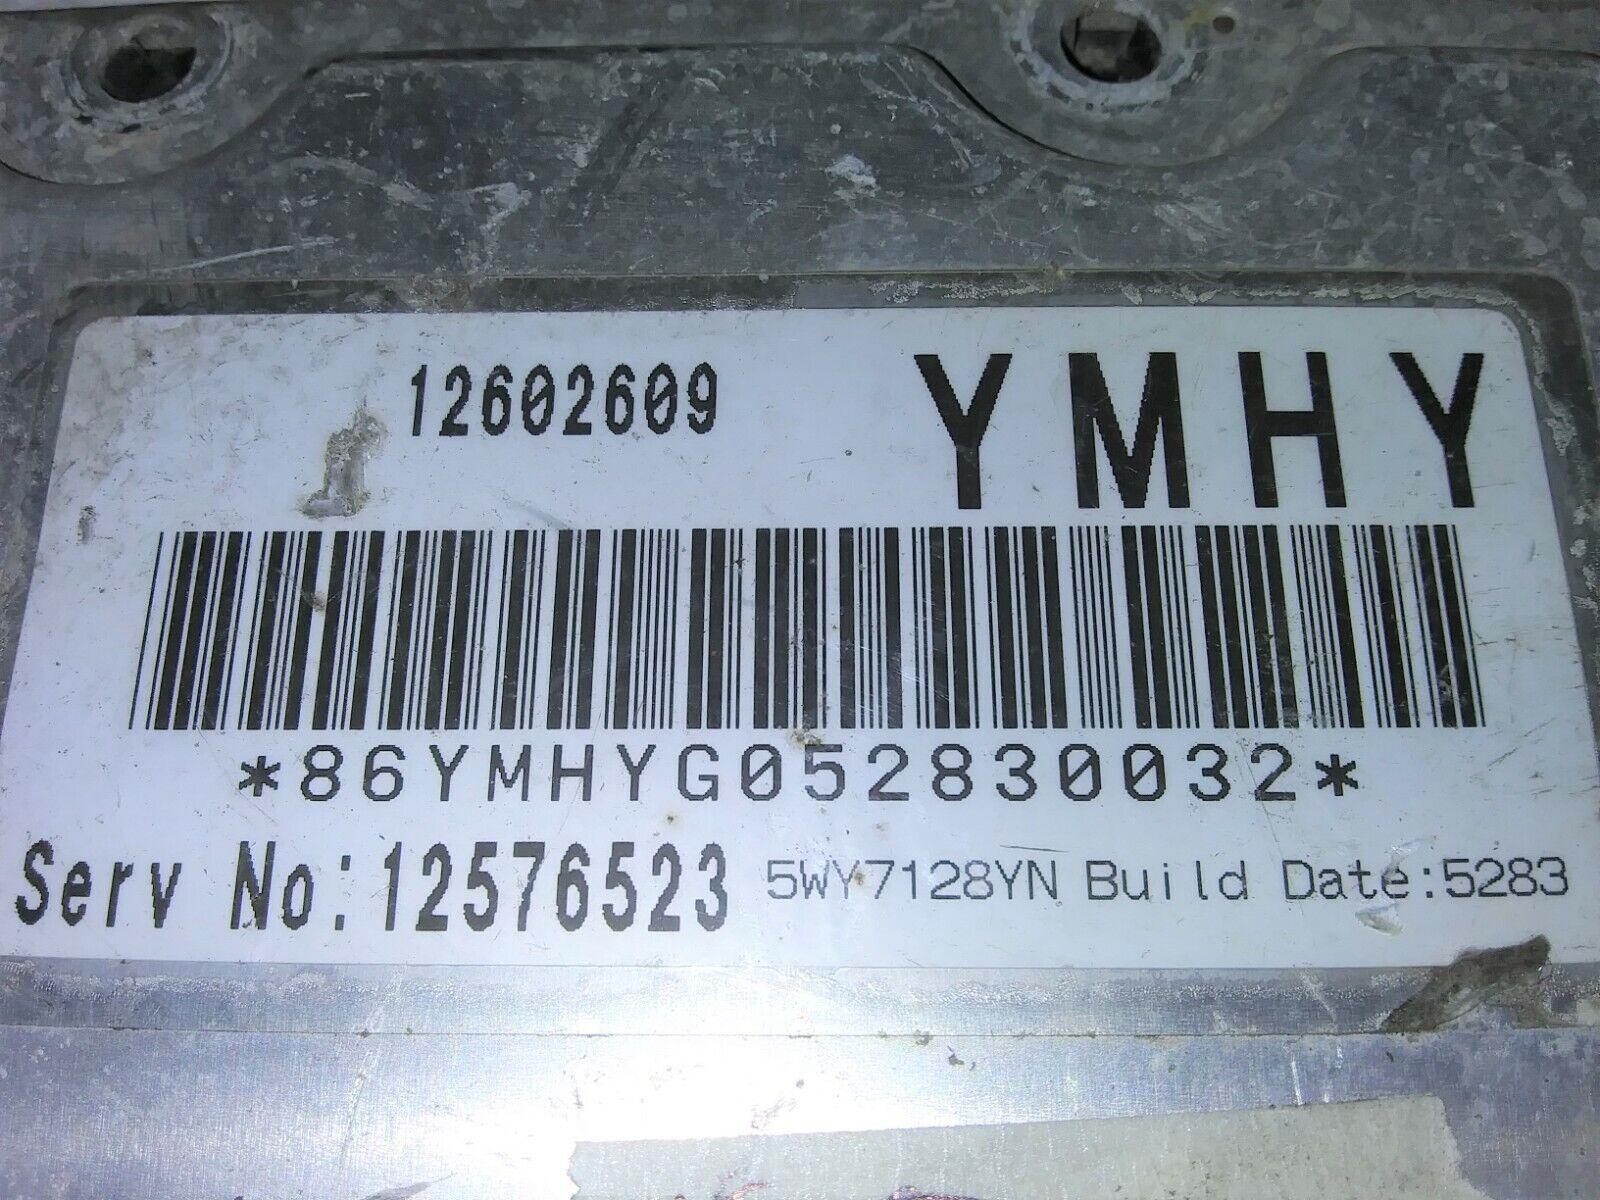 12602609 YMHY
*86YMHYG052830032*
Serv No:12576523 5WY7128YN Build Date:5283